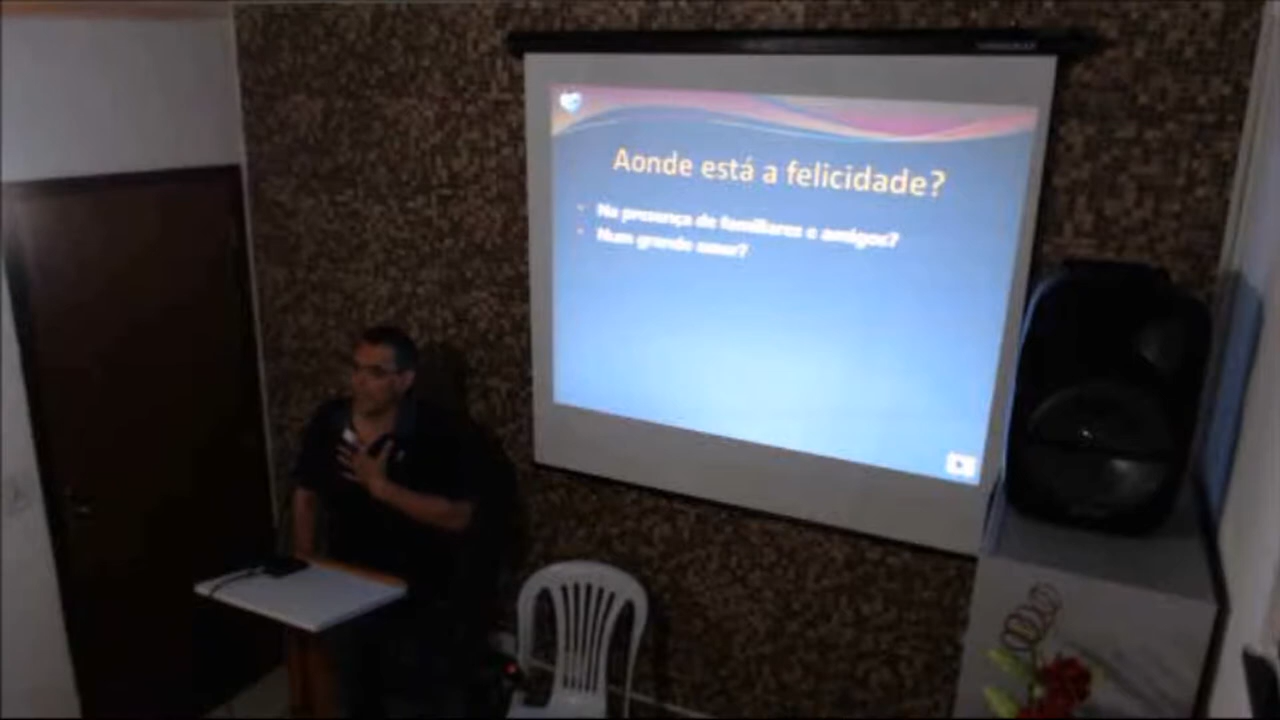 Aonde está a felicidade?
Na presença de familiares e amigos?
Num grande amor?